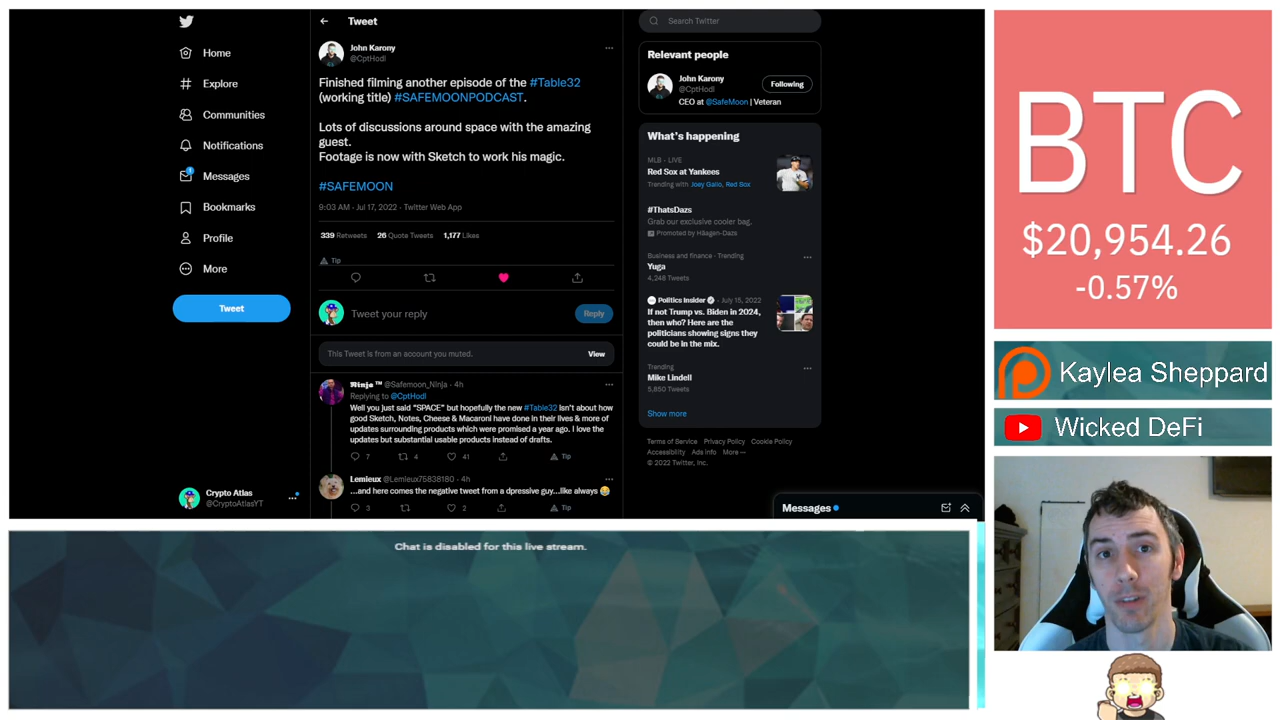 Home
Explore
Communities
Notifications
1
Messages
Bookmarks
Profile
More
Tweet
Crypto Atlas
@CryptoAtlasYT
Tweet
John Karony
@CptHodl
Finished filming another episode of the #Table32
(working title) #SAFEMOONPODCAST.
Lots of discussions around space with the amazing
guest.
Footage is now with Sketch to work his magic.
#SAFEMOON
9:03 AM · Jul 17, 2022 · Twitter Web App
339 Retweets 26 Quote Tweets 1,177 Likes
Tip
Tweet your reply
Reply
This Tweet is from an account you muted.
View
Ninja ™ @Safemoon_Ninja · 4h
Replying to @CptHodl
Well you just said "SPACE" but hopefully the new #Table32 isn't about how
good Sketch, Notes, Cheese & Macaroni have done in their lives & more of
updates surrounding products which were promised a year ago. I love the
updates but substantial usable products instead of drafts.
7 4 41 Tip
Lemieux @Lemieux75838180 · 4h
...and here comes the negative tweet from a dpressive guy...like always 😂
3 2 Tip
Search Twitter
Relevant people
John Karony
@CptHodl
Following
CEO at @SafeMoon | Veteran
What's happening
MLB · LIVE
Red Sox at Yankees
Trending with Joey Gallo, Red Sox
#ThatsDazs
Grab our exclusive cooler bag.
Promoted by Häagen-Dazs
Business and finance · Trending
Yuga
4,248 Tweets
Politics Insider · July 15, 2022
If not Trump vs. Biden in 2024,
then who? Here are the
politicians showing signs they
could be in the mix.
Trending
Mike Lindell
5,850 Tweets
Show more
Terms of Service Privacy Policy Cookie Policy
Accessibility Ads info More ···
© 2022 Twitter, Inc.
Messages
BTC
$20,954.26
-0.57%
Kaylea Sheppard
Wicked DeFi
Chat is disabled for this live stream.